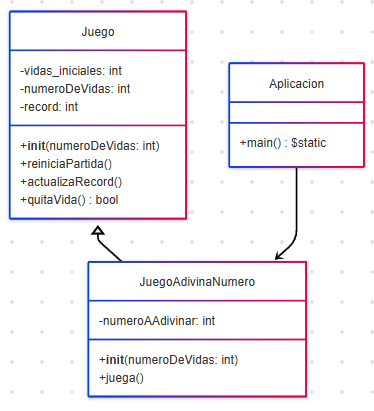 Juego
-vidas_iniciales: int
-numeroDeVidas: int
-record: int
+init(numeroDeVidas: int)
+reiniciaPartida()
+actualizaRecord()
+quitaVida() : bool
Aplicacion
+main() : $static
JuegoAdivinaNumero
-numeroAAdivinar: int
+init(numeroDeVidas: int)
+juega()